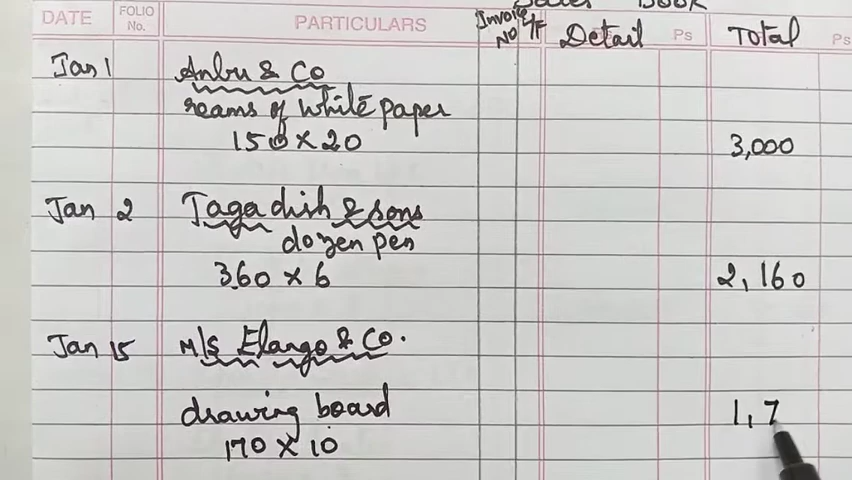 Book
DATE FOLIO No. PARTICULARS Invoice No L/F Detail Ps Total Ps
Jan 1 Anbu & Co
reams of white paper
150 x 20 3,000
Jan 2 Jagadish & sons
dozen pen
360 x 6 2,160
Jan 15 M/s Elango & Co.
drawing board 1,7
170 x 10